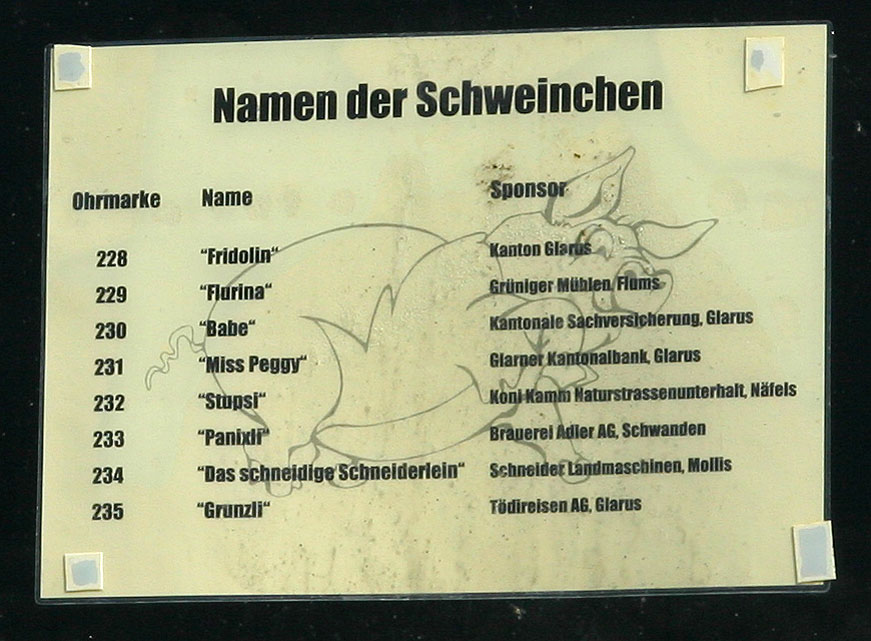 Namen der Schweinchen
Ohrmarke Name Sponsor
228 “Fridolin“ Kanton Glarus
229 “Flurina“ Grüniger Mühlen, Flums
230 “Babe“ Kantonale Sachversicherung, Glarus
231 “Miss Peggy“ Glarner Kantonalbank, Glarus
232 “Stupsi“ Koni Kamm Naturstrassenunterhalt, Näfels
233 “Panixli“ Brauerei Adler AG, Schwanden
234 “Das schneidige Schneiderlein“ Schneider Landmaschinen, Mollis
235 “Grunzli“ Tödireisen AG, Glarus